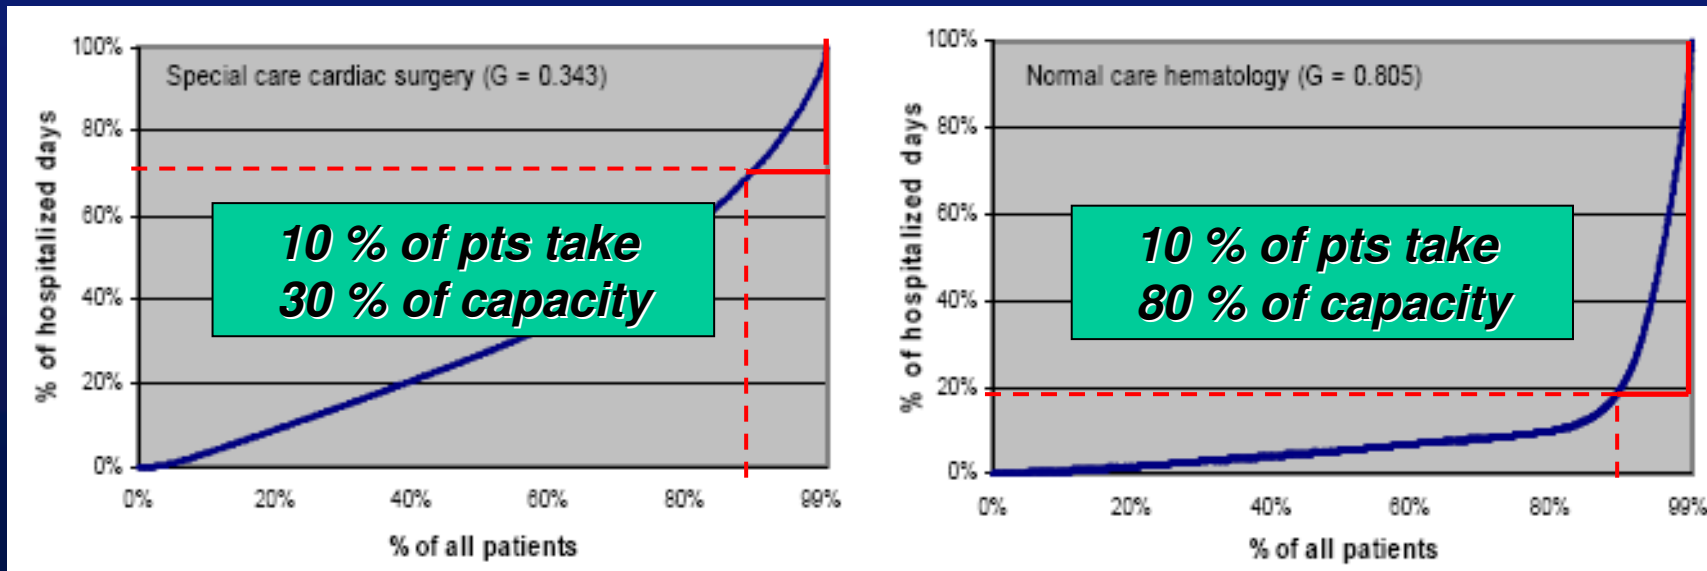 Special care cardiac surgery (G = 0.343)
% of hospitalized days
100%
80%
60%
40%
20%
0%
10 % of pts take
30 % of capacity
0% 20% 40% 60% 80% 99%
% of all patients
Normal care hematology (G = 0.805)
% of hospitalized days
100%
80%
60%
40%
20%
0%
10 % of pts take
80 % of capacity
0% 20% 40% 60% 80% 99%
% of all patients